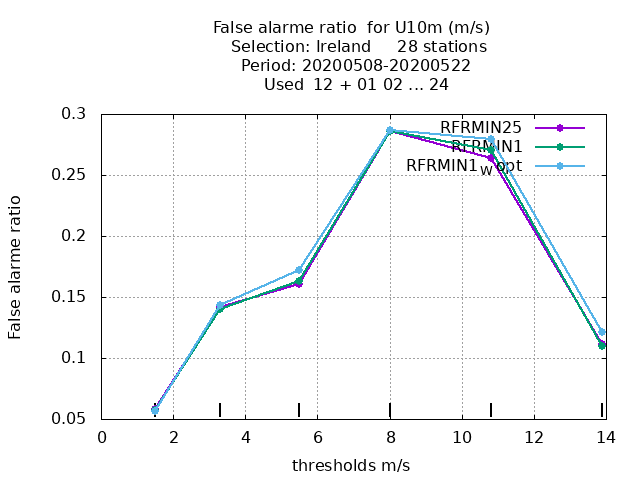 False alarme ratio  for U10m (m/s)
Selection: Ireland     28 stations
Period: 20200508-20200522
Used  12 + 01 02 ... 24
0.3
0.25
0.2
0.15
0.1
0.05
0 2 4 6 8 10 12 14
False alarme ratio
thresholds m/s
RFRMIN25
RFRMIN1
RFRMIN1_Wopt